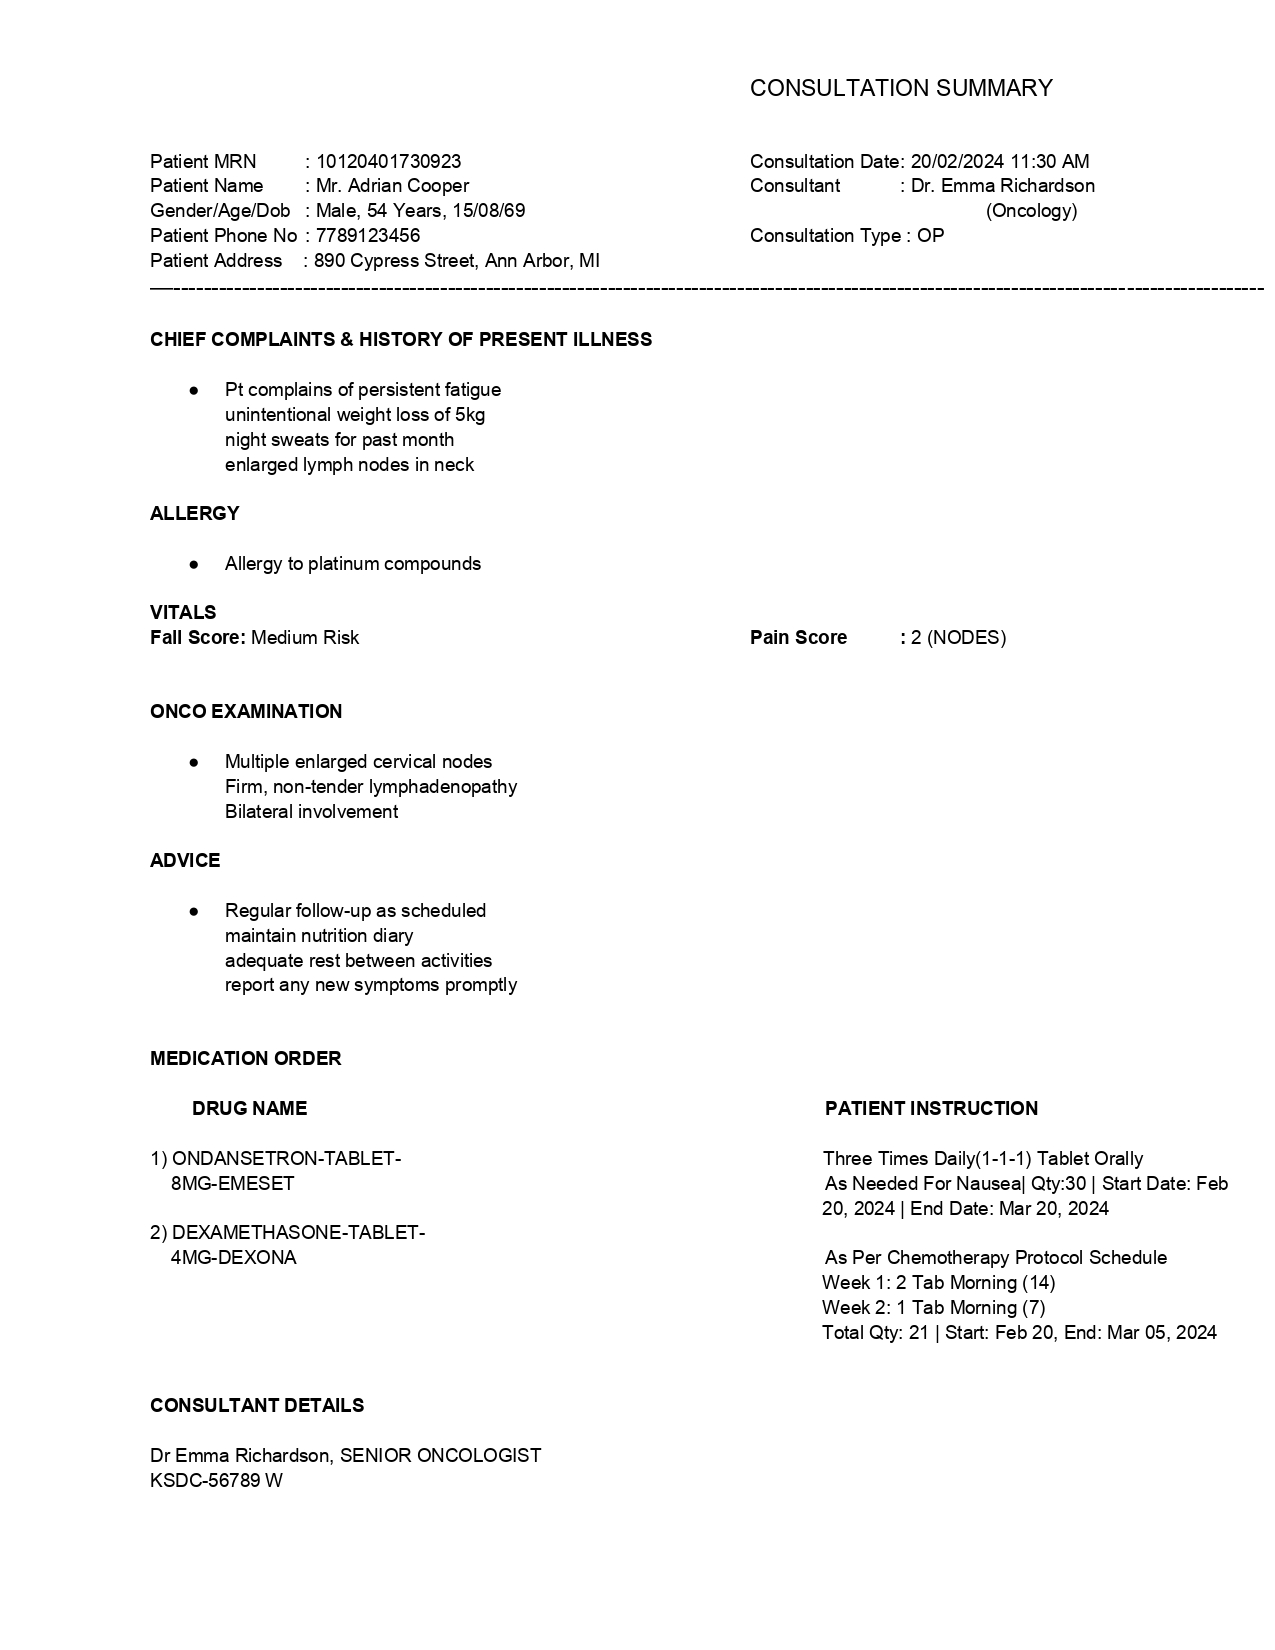 CONSULTATION SUMMARY
Patient MRN : 10120401730923 Consultation Date: 20/02/2024 11:30 AM
Patient Name : Mr. Adrian Cooper Consultant : Dr. Emma Richardson
Gender/Age/Dob : Male, 54 Years, 15/08/69 (Oncology)
Patient Phone No : 7789123456 Consultation Type : OP
Patient Address : 890 Cypress Street, Ann Arbor, MI
CHIEF COMPLAINTS & HISTORY OF PRESENT ILLNESS
● Pt complains of persistent fatigue
unintentional weight loss of 5kg
night sweats for past month
enlarged lymph nodes in neck
ALLERGY
● Allergy to platinum compounds
VITALS
Fall Score: Medium Risk Pain Score : 2 (NODES)
ONCO EXAMINATION
● Multiple enlarged cervical nodes
Firm, non-tender lymphadenopathy
Bilateral involvement
ADVICE
● Regular follow-up as scheduled
maintain nutrition diary
adequate rest between activities
report any new symptoms promptly
MEDICATION ORDER
DRUG NAME PATIENT INSTRUCTION
1) ONDANSETRON-TABLET- Three Times Daily(1-1-1) Tablet Orally
8MG-EMESET As Needed For Nausea| Qty:30 | Start Date: Feb
20, 2024 | End Date: Mar 20, 2024
2) DEXAMETHASONE-TABLET-
4MG-DEXONA As Per Chemotherapy Protocol Schedule
Week 1: 2 Tab Morning (14)
Week 2: 1 Tab Morning (7)
Total Qty: 21 | Start: Feb 20, End: Mar 05, 2024
CONSULTANT DETAILS
Dr Emma Richardson, SENIOR ONCOLOGIST
KSDC-56789 W